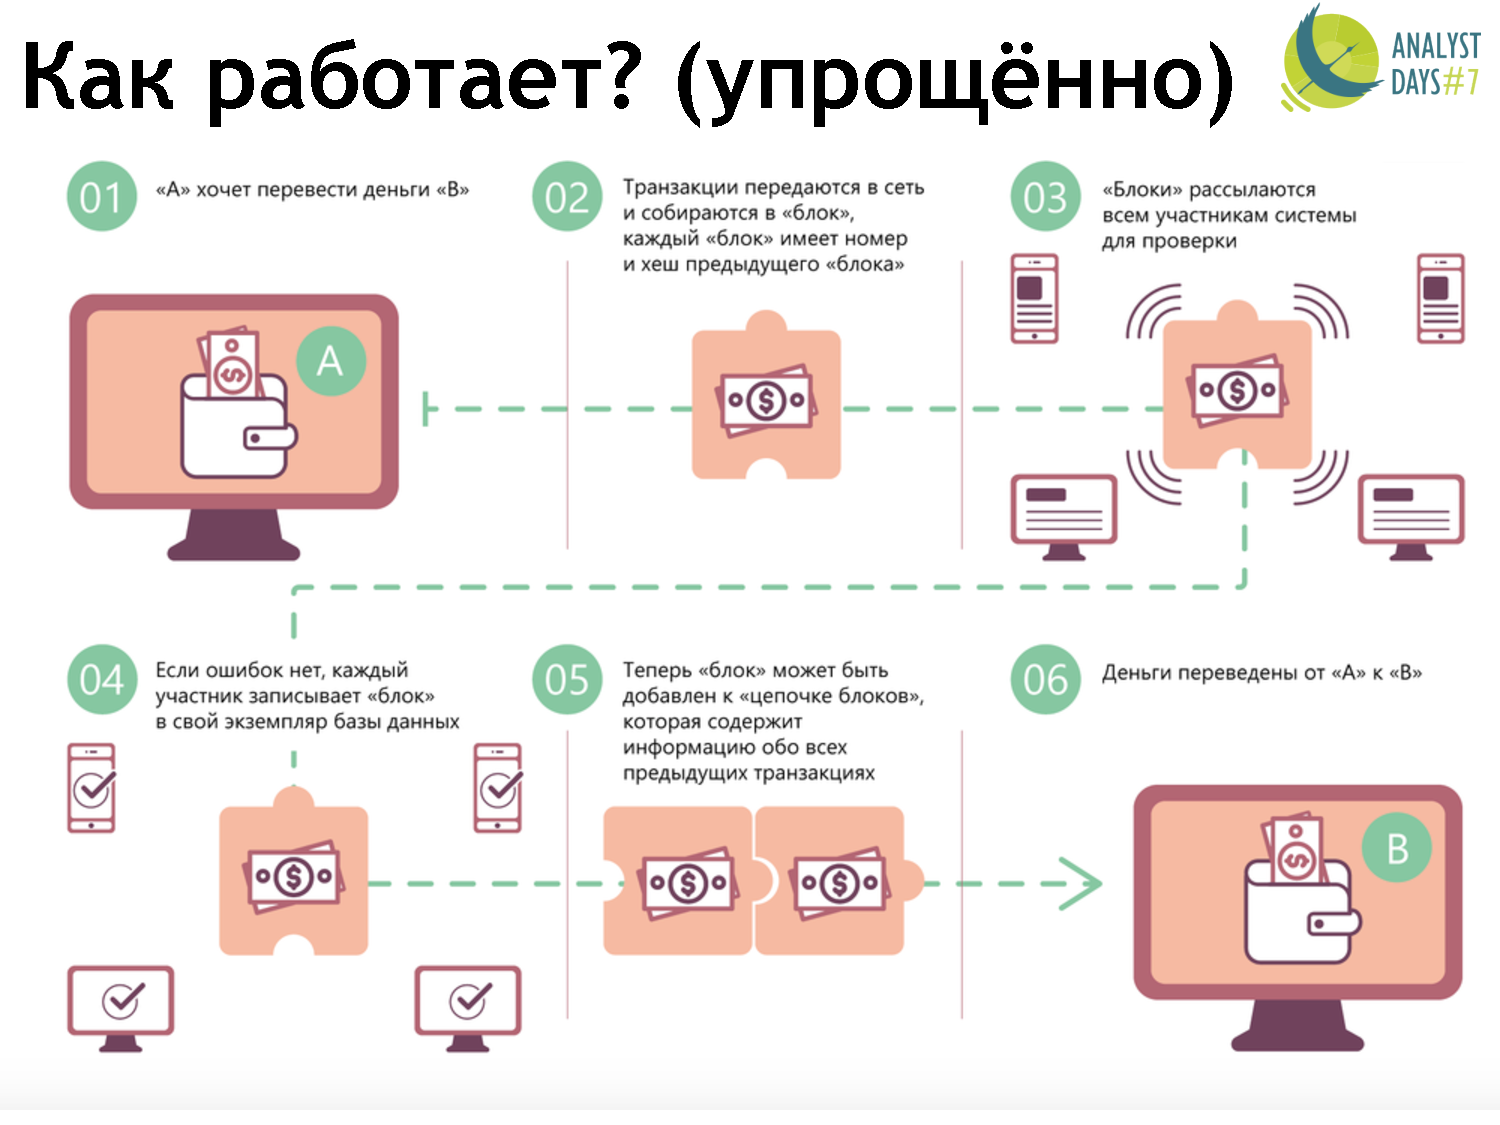 Как работает? (упрощённо)
ANALYST
DAYS#7
01
«А» хочет перевести деньги «В»
02
Транзакции передаются в сеть
и собираются в «блок»,
каждый «блок» имеет номер
и хеш предыдущего «блока»
03
«Блоки» рассылаются
всем участникам системы
для проверки
A
04
Если ошибок нет, каждый
участник записывает «блок»
в свой экземпляр базы данных
05
Теперь «блок» может быть
добавлен к «цепочке блоков»,
которая содержит
информацию обо всех
предыдущих транзакциях
06
Деньги переведены от «А» к «В»
B